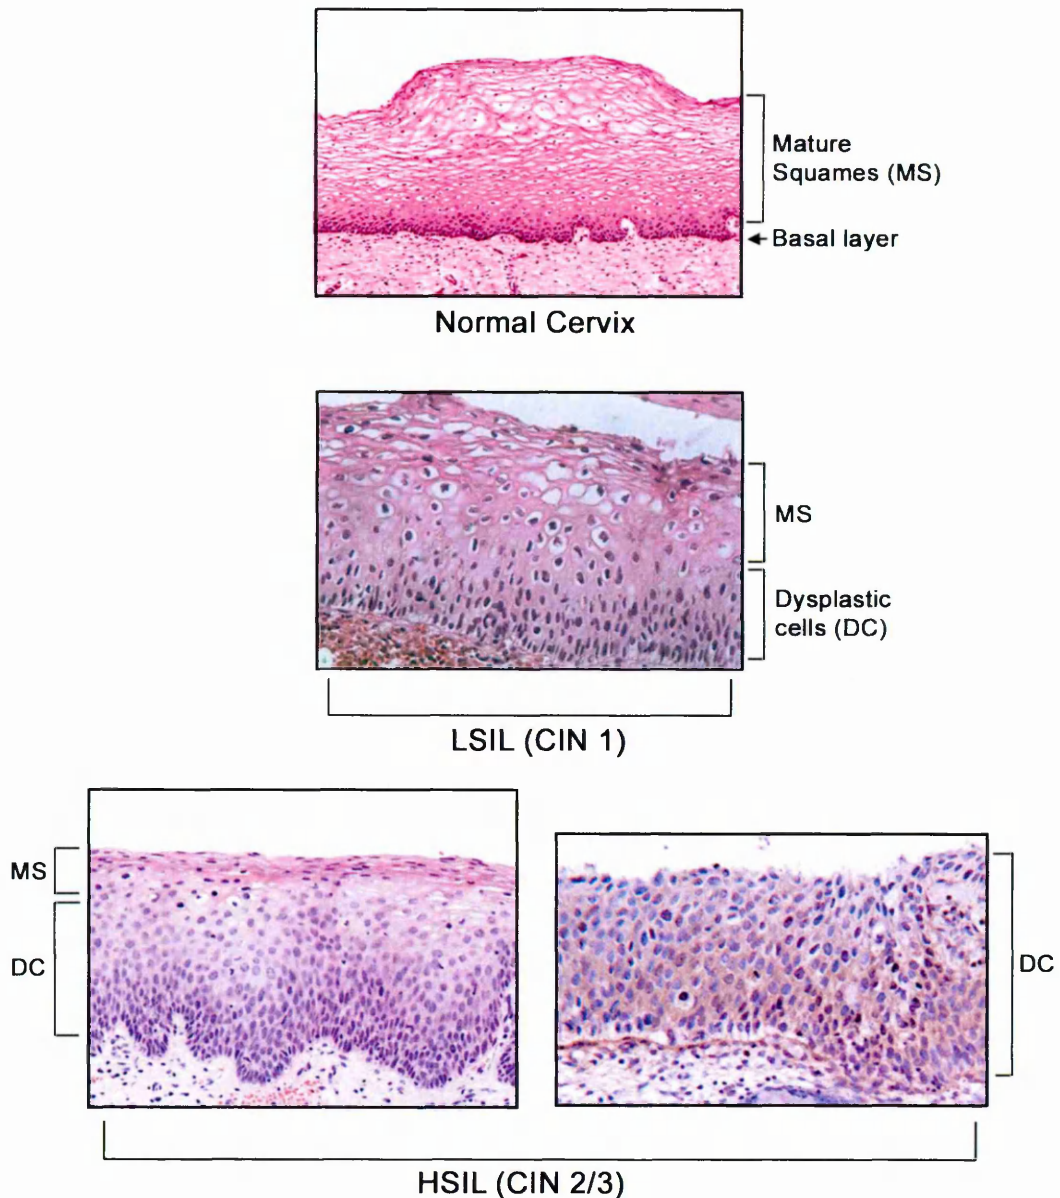 Mature
Squames (MS)
Basal layer
Normal Cervix
MS
Dysplastic
cells (DC)
LSIL (CIN 1)
MS
DC
DC
HSIL (CIN 2/3)